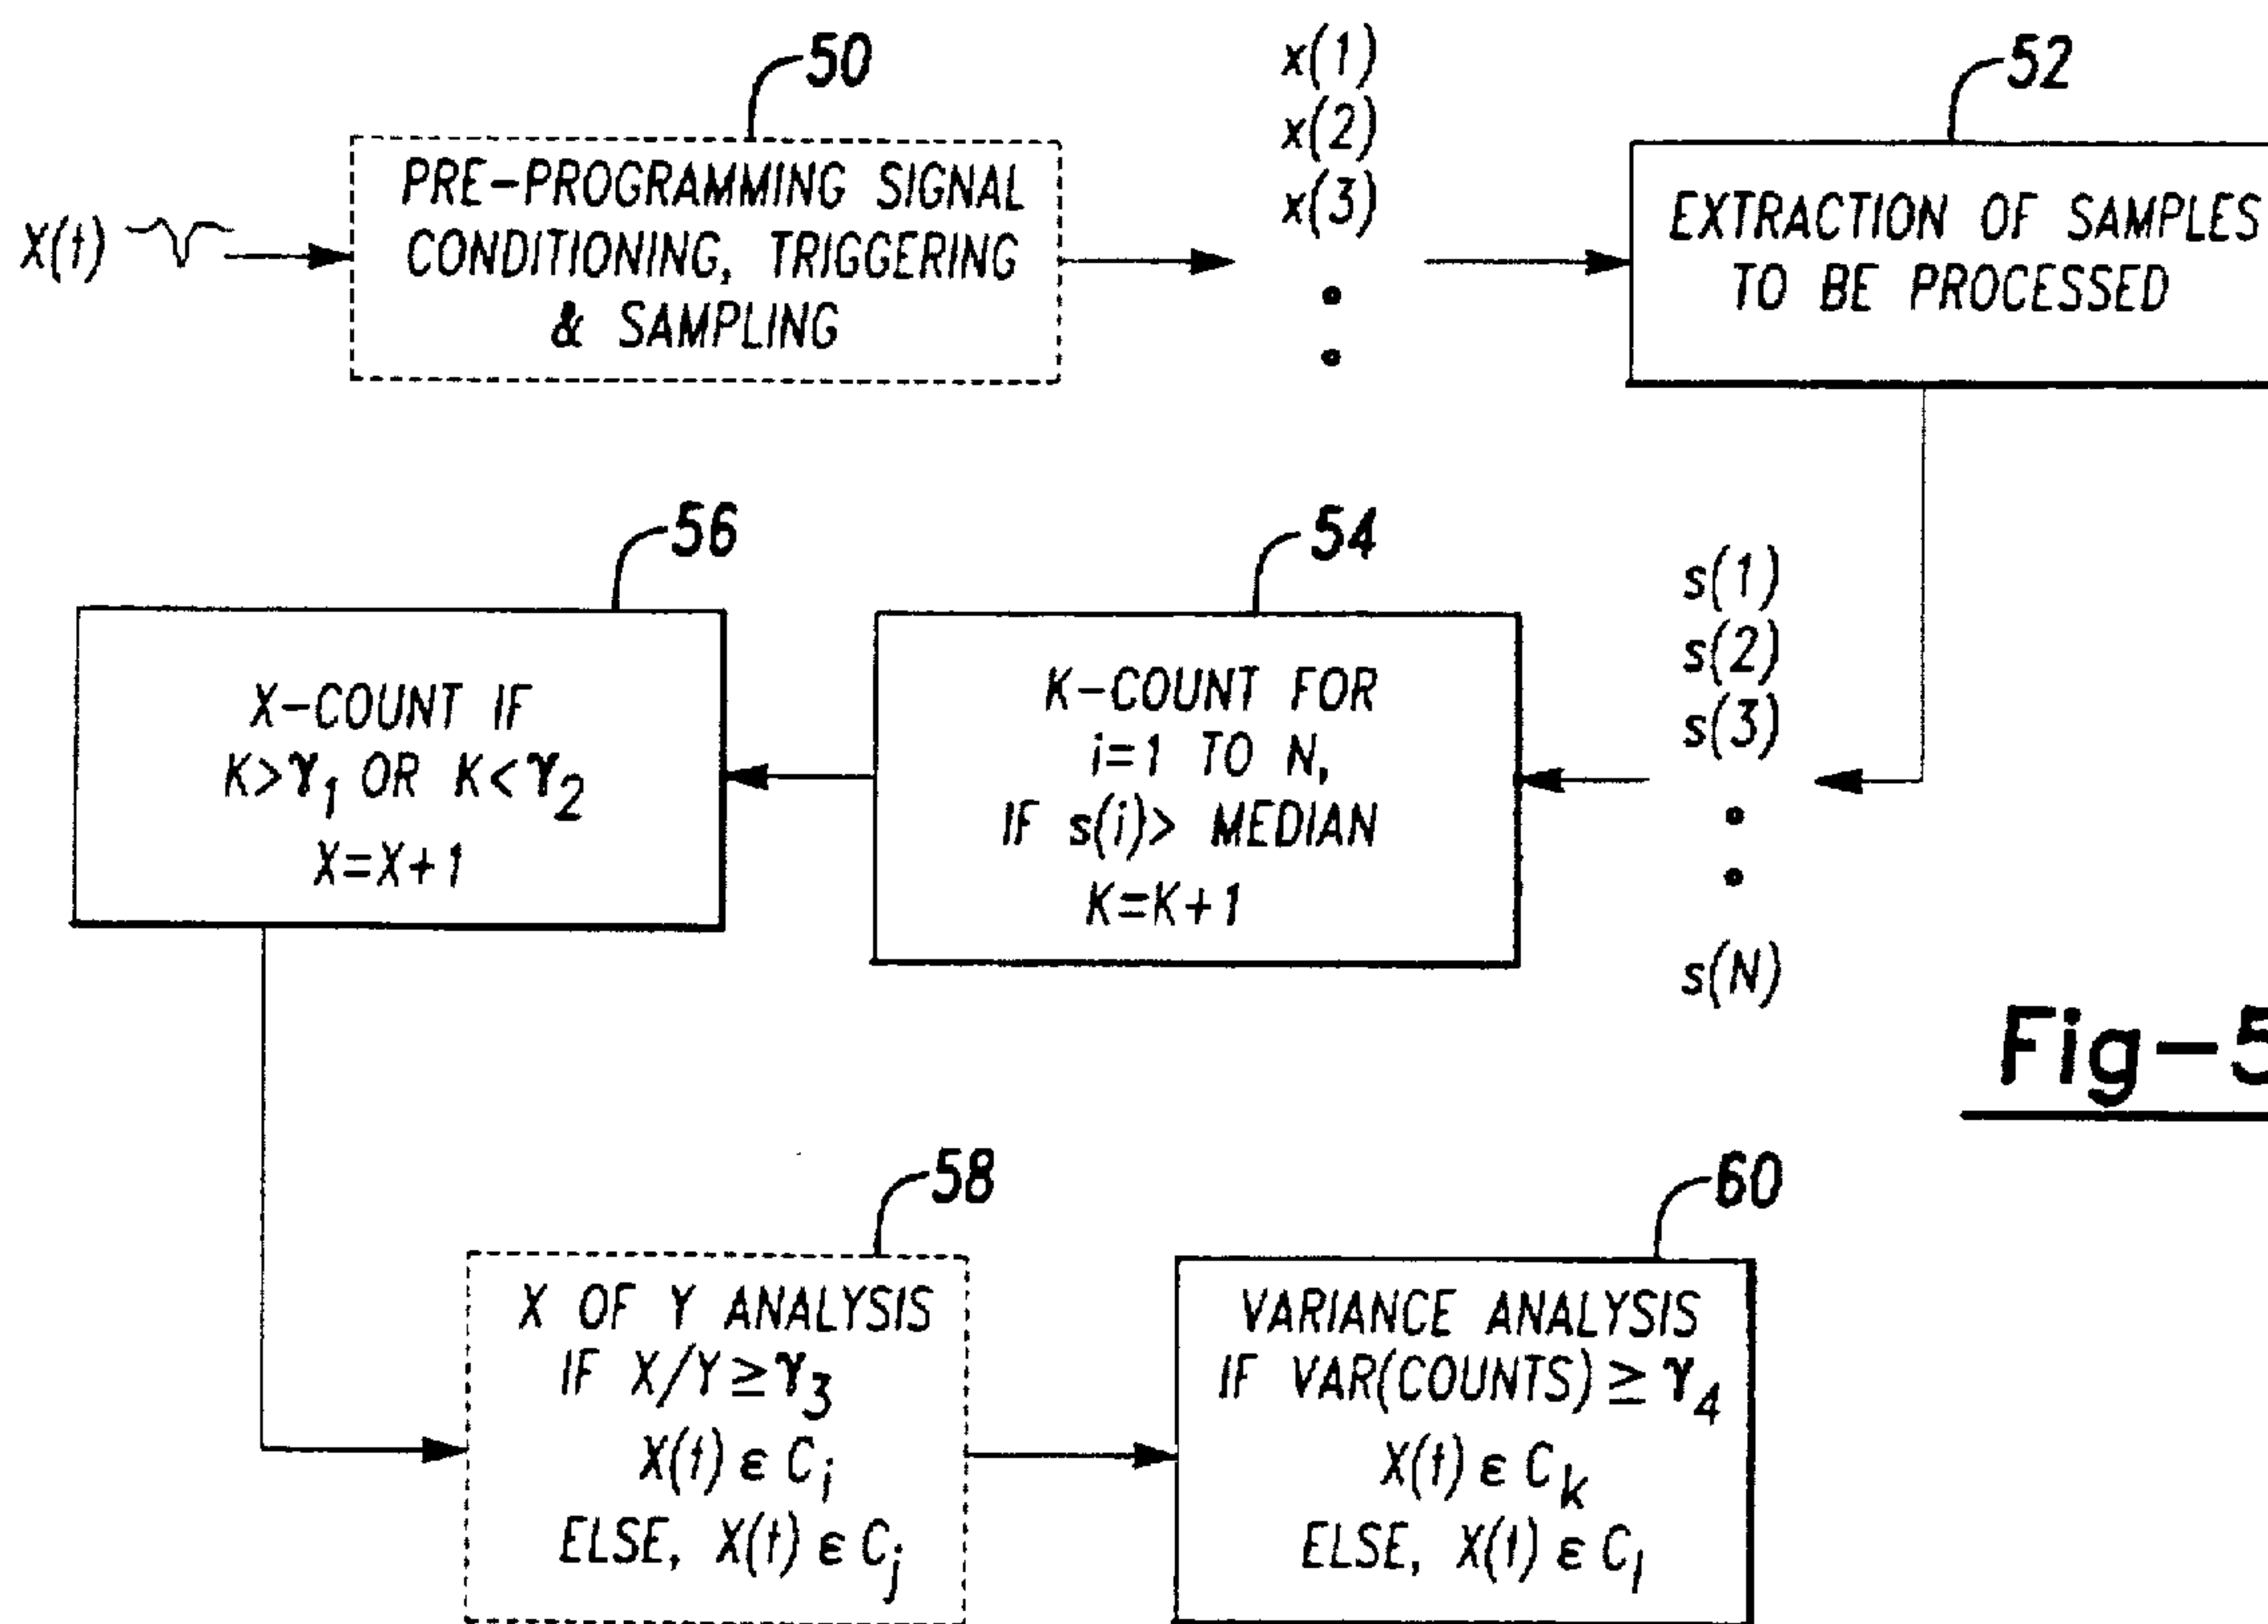 50
X(t)
PRE-PROGRAMMING SIGNAL
CONDITIONING, TRIGGERING
& SAMPLING
x(1)
x(2)
x(3)
52
EXTRACTION OF SAMPLES
TO BE PROCESSED
s(1)
s(2)
s(3)
s(N)
54
K-COUNT FOR
i=1 TO N,
IF s(i)> MEDIAN
K=K+1
56
X-COUNT IF
K>γ₁ OR K<γ₂
X=X+1
Fig-5
58
X OF Y ANALYSIS
IF X/Y≥γ₃
X(t) ε Cᵢ
ELSE, X(t) ε Cⱼ
60
VARIANCE ANALYSIS
IF VAR(COUNTS) ≥ γ₄
X(t) ε Cₖ
ELSE, X(t) ε Cₗ